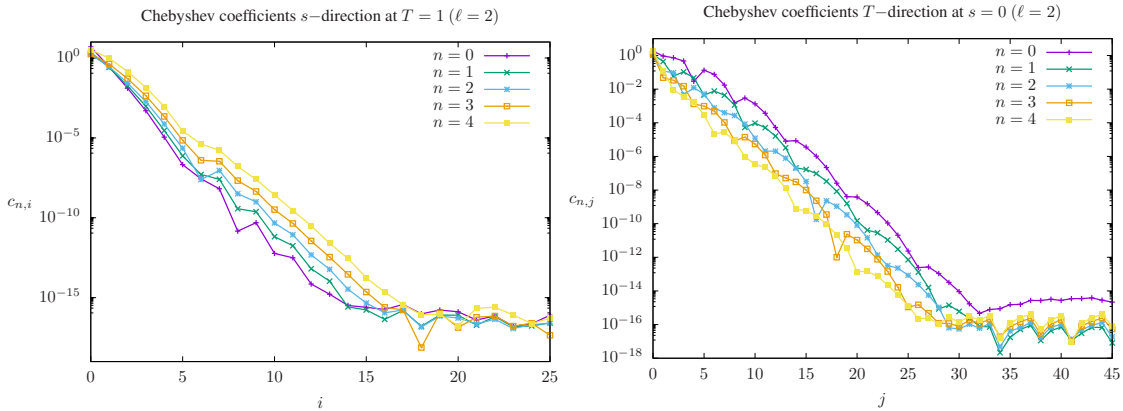 Chebyshev coefficients s−direction at T = 1 (ℓ = 2)
n = 0
n = 1
n = 2
n = 3
n = 4
10^0
10^-5
10^-10
10^-15
c_{n,i}
0 5 10 15 20 25
i
Chebyshev coefficients T−direction at s = 0 (ℓ = 2)
n = 0
n = 1
n = 2
n = 3
n = 4
10^0
10^-2
10^-4
10^-6
10^-8
10^-10
10^-12
10^-14
10^-16
10^-18
c_{n,j}
0 5 10 15 20 25 30 35 40 45
j